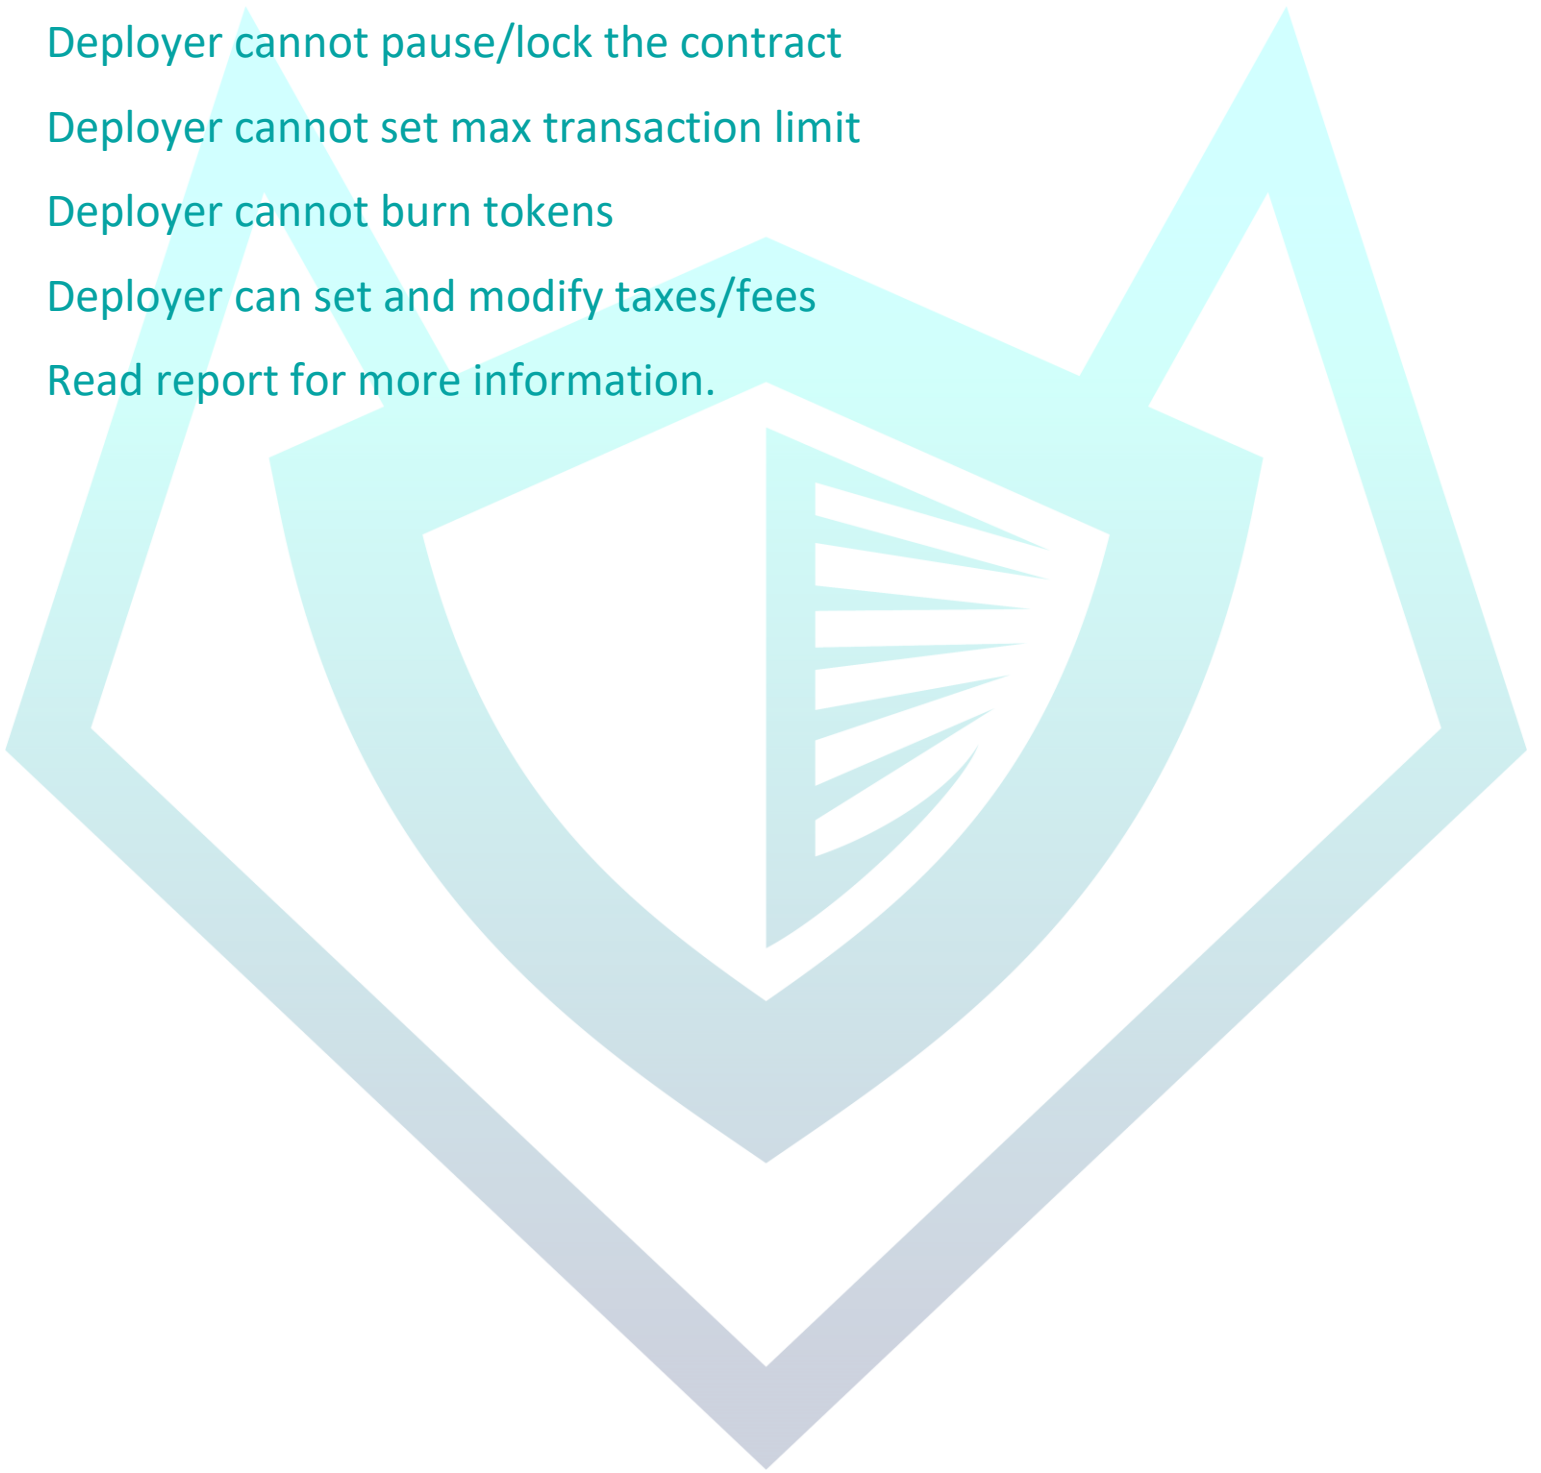 Deployer cannot pause/lock the contract
Deployer cannot set max transaction limit
Deployer cannot burn tokens
Deployer can set and modify taxes/fees
Read report for more information.